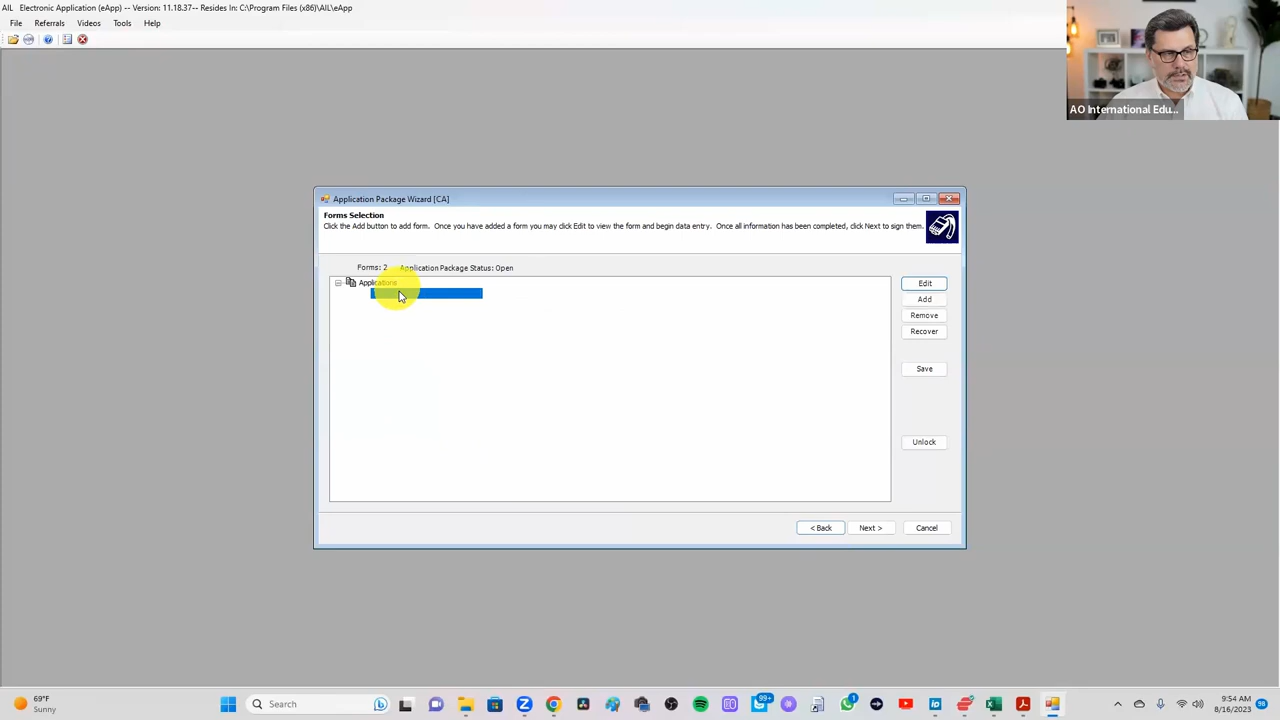 AIL Electronic Application (eApp) -- Version: 11.18.37-- Resides In: C:\Program Files (x86)\AIL\eApp
File Referrals Videos Tools Help
AO International Edu...
Application Package Wizard [CA]
Forms Selection
Click the Add button to add form. Once you have added a form you may click Edit to view the form and begin data entry. Once all information has been completed, click Next to sign them.
Forms: 2 Application Package Status: Open
Applications
Edit
Add
Remove
Recover
Save
Unlock
< Back Next > Cancel
69°F
Sunny
Search
99+
1
9:54 AM
8/16/2023
98